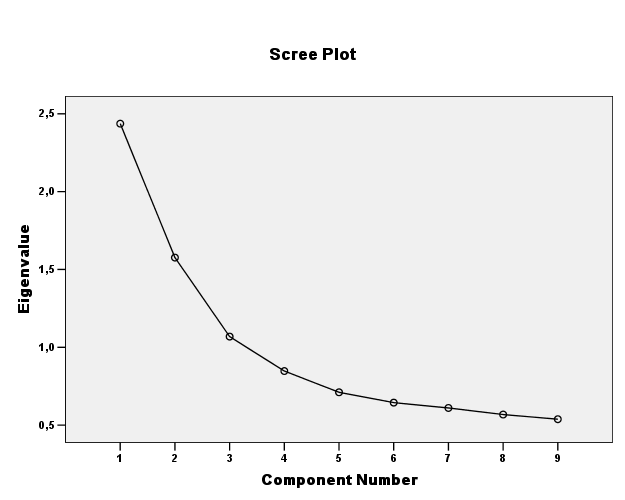 Scree Plot
2,5
2,0
1,5
1,0
0,5
Eigenvalue
1 2 3 4 5 6 7 8 9
Component Number